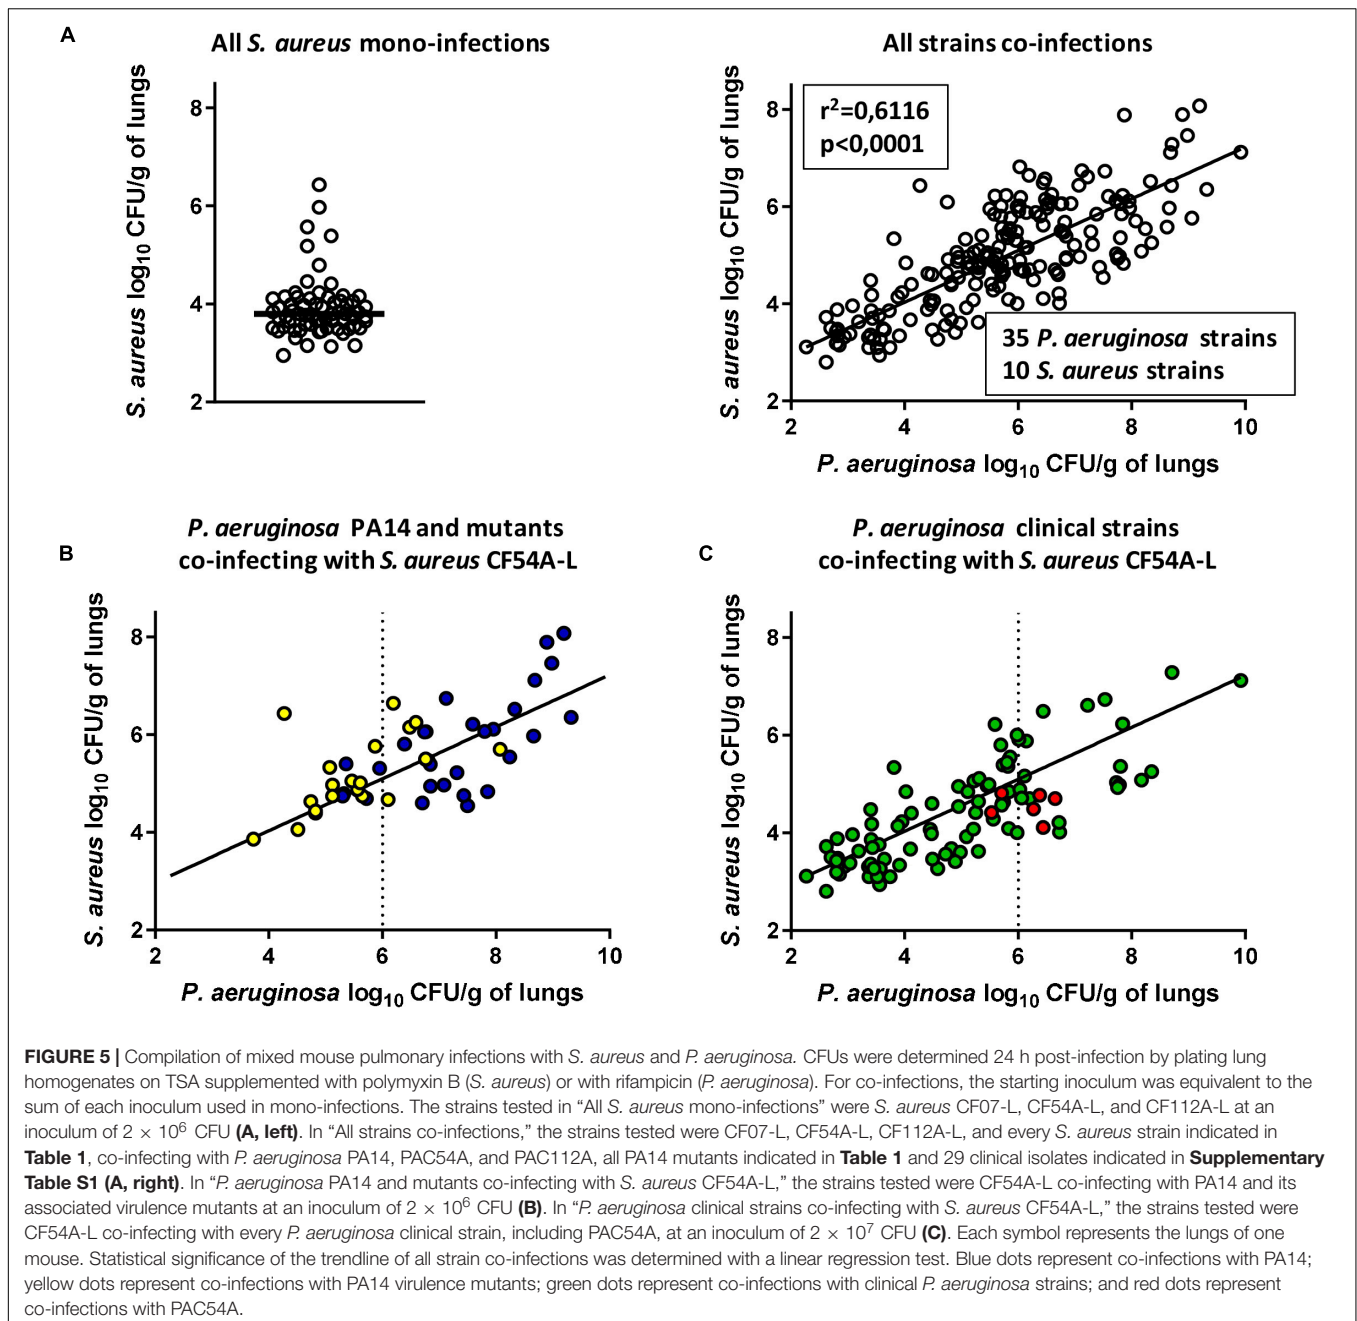 A
All S. aureus mono-infections
S. aureus log10 CFU/g of lungs
8
6
4
2
All strains co-infections
S. aureus log10 CFU/g of lungs
8
6
4
2
r²=0,6116
p<0,0001
35 P. aeruginosa strains
10 S. aureus strains
2 4 6 8 10
P. aeruginosa log10 CFU/g of lungs
B
P. aeruginosa PA14 and mutants
co-infecting with S. aureus CF54A-L
S. aureus log10 CFU/g of lungs
8
6
4
2
2 4 6 8 10
P. aeruginosa log10 CFU/g of lungs
C
P. aeruginosa clinical strains
co-infecting with S. aureus CF54A-L
S. aureus log10 CFU/g of lungs
8
6
4
2
2 4 6 8 10
P. aeruginosa log10 CFU/g of lungs
FIGURE 5 | Compilation of mixed mouse pulmonary infections with S. aureus and P. aeruginosa. CFUs were determined 24 h post-infection by plating lung
homogenates on TSA supplemented with polymyxin B (S. aureus) or with rifampicin (P. aeruginosa). For co-infections, the starting inoculum was equivalent to the
sum of each inoculum used in mono-infections. The strains tested in “All S. aureus mono-infections” were S. aureus CF07-L, CF54A-L, and CF112A-L at an
inoculum of 2 × 10⁶ CFU (A, left). In “All strains co-infections,” the strains tested were CF07-L, CF54A-L, CF112A-L, and every S. aureus strain indicated in
Table 1, co-infecting with P. aeruginosa PA14, PAC54A, and PAC112A, all PA14 mutants indicated in Table 1 and 29 clinical isolates indicated in Supplementary
Table S1 (A, right). In “P. aeruginosa PA14 and mutants co-infecting with S. aureus CF54A-L,” the strains tested were CF54A-L co-infecting with PA14 and its
associated virulence mutants at an inoculum of 2 × 10⁶ CFU (B). In “P. aeruginosa clinical strains co-infecting with S. aureus CF54A-L,” the strains tested were
CF54A-L co-infecting with every P. aeruginosa clinical strain, including PAC54A, at an inoculum of 2 × 10⁷ CFU (C). Each symbol represents the lungs of one
mouse. Statistical significance of the trendline of all strain co-infections was determined with a linear regression test. Blue dots represent co-infections with PA14;
yellow dots represent co-infections with PA14 virulence mutants; green dots represent co-infections with clinical P. aeruginosa strains; and red dots represent
co-infections with PAC54A.